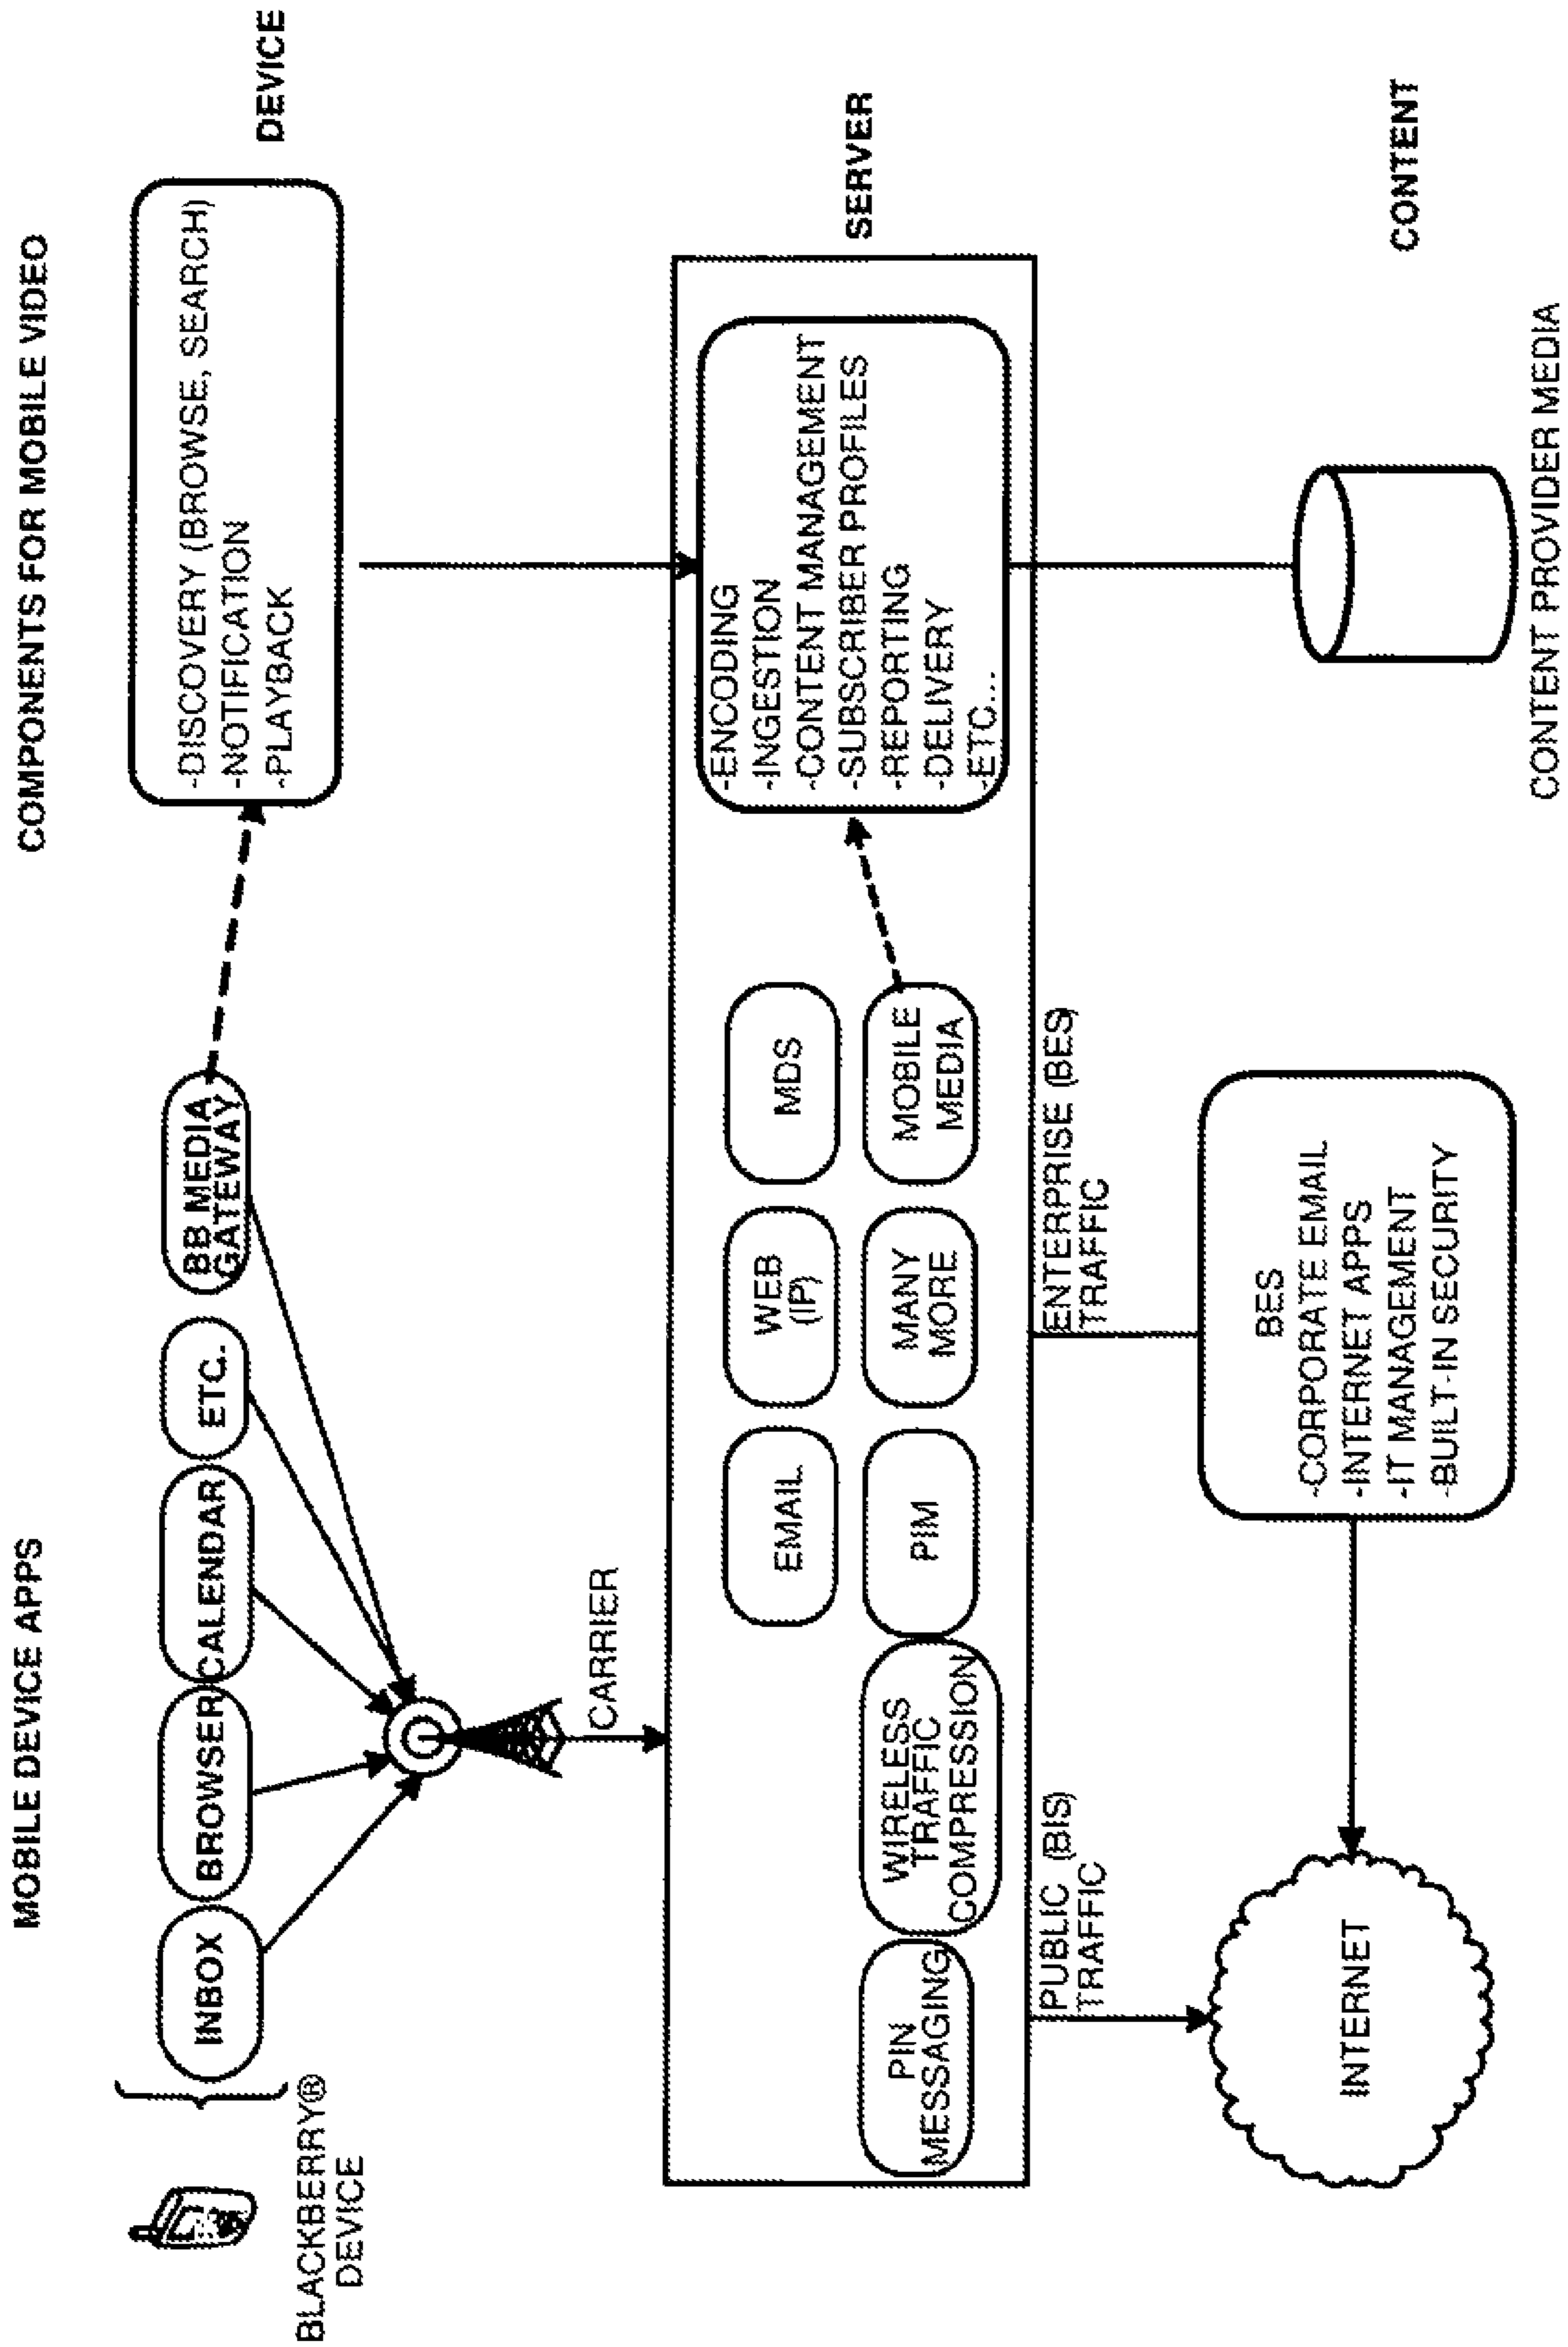 MOBILE DEVICE APPS
COMPONENTS FOR MOBILE VIDEO
BLACKBERRY®
DEVICE
INBOX
BROWSER
CALENDAR
ETC.
BB MEDIA
GATEWAY
-DISCOVERY (BROWSE, SEARCH)
-NOTIFICATION
-PLAYBACK
DEVICE
CARRIER
EMAIL
WEB
(IP)
MDS
PIN
MESSAGING
WIRELESS
TRAFFIC
COMPRESSION
PIM
MANY
MORE
MOBILE
MEDIA
-ENCODING
-INGESTION
-CONTENT MANAGEMENT
-SUBSCRIBER PROFILES
-REPORTING
-DELIVERY
-ETC...
SERVER
PUBLIC (BIS)
TRAFFIC
ENTERPRISE (BES)
TRAFFIC
INTERNET
BES
-CORPORATE EMAIL
-INTERNET APPS
-IT MANAGEMENT
-BUILT-IN SECURITY
CONTENT
CONTENT PROVIDER MEDIA